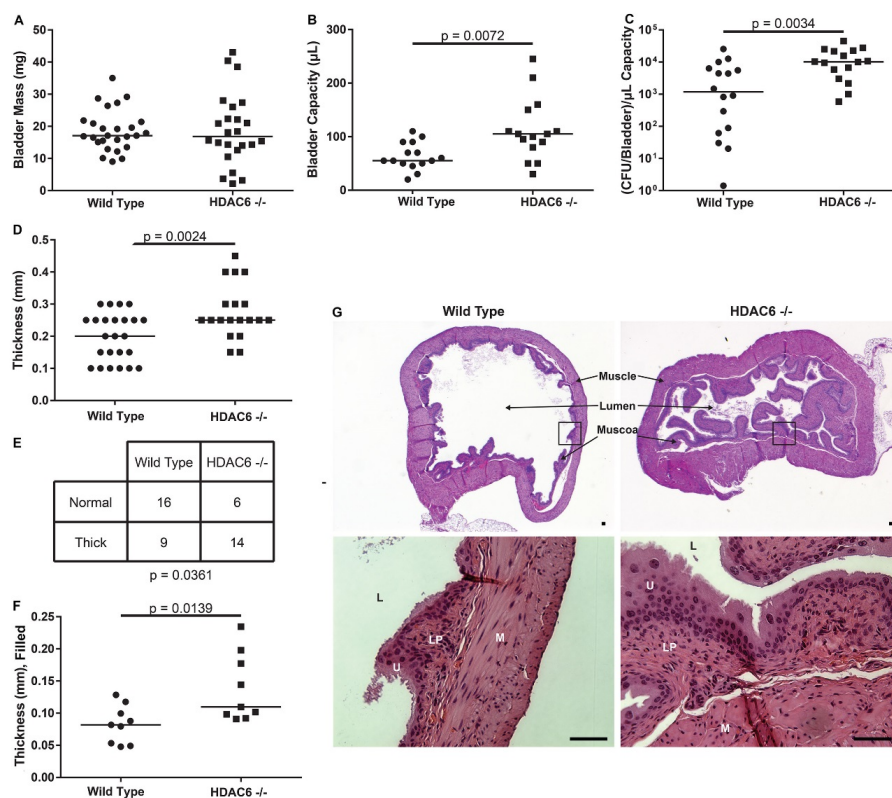 A
Bladder Mass (mg)
50
40
30
20
10
0
Wild Type
HDAC6 -/-
B
p = 0.0072
Bladder Capacity (µL)
300
200
100
0
Wild Type
HDAC6 -/-
C
p = 0.0034
(CFU/Bladder)/µL Capacity
10⁵
10⁴
10³
10²
10¹
10⁰
Wild Type
HDAC6 -/-
D
p = 0.0024
Thickness (mm)
0.5
0.4
0.3
0.2
0.1
0.0
Wild Type
HDAC6 -/-
E
Wild Type HDAC6 -/-
Normal 16 6
Thick 9 14
p = 0.0361
F
p = 0.0139
Thickness (mm), Filled
0.25
0.20
0.15
0.10
0.05
0.00
Wild Type
HDAC6 -/-
G
Wild Type
HDAC6 -/-
Muscle
Lumen
Muscoa
L
LP
M
U
L
U
LP
M